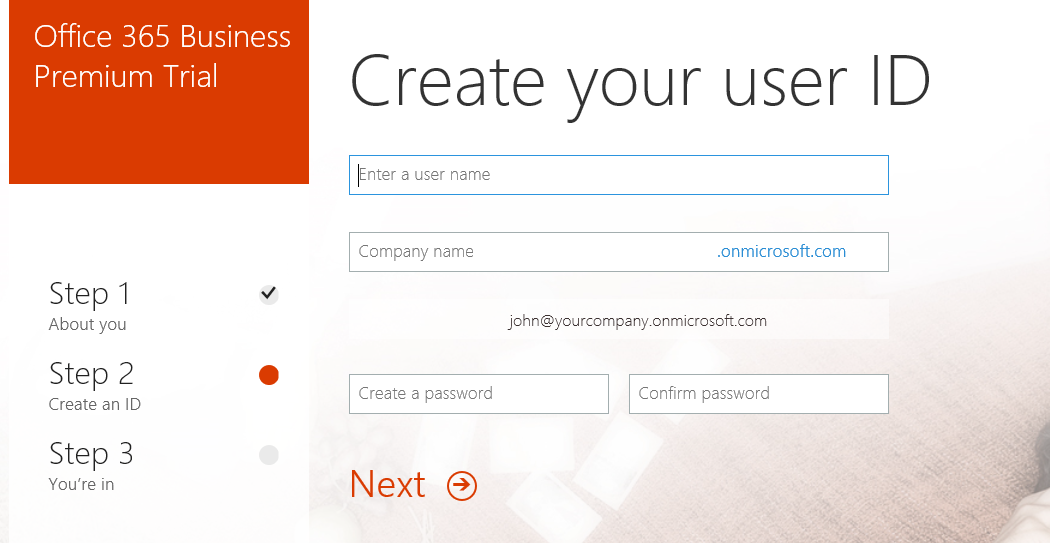 Office 365 Business
Premium Trial
Step 1
About you
Step 2
Create an ID
Step 3
You're in
Create your user ID
Enter a user name
Company name .onmicrosoft.com
john@yourcompany.onmicrosoft.com
Create a password Confirm password
Next